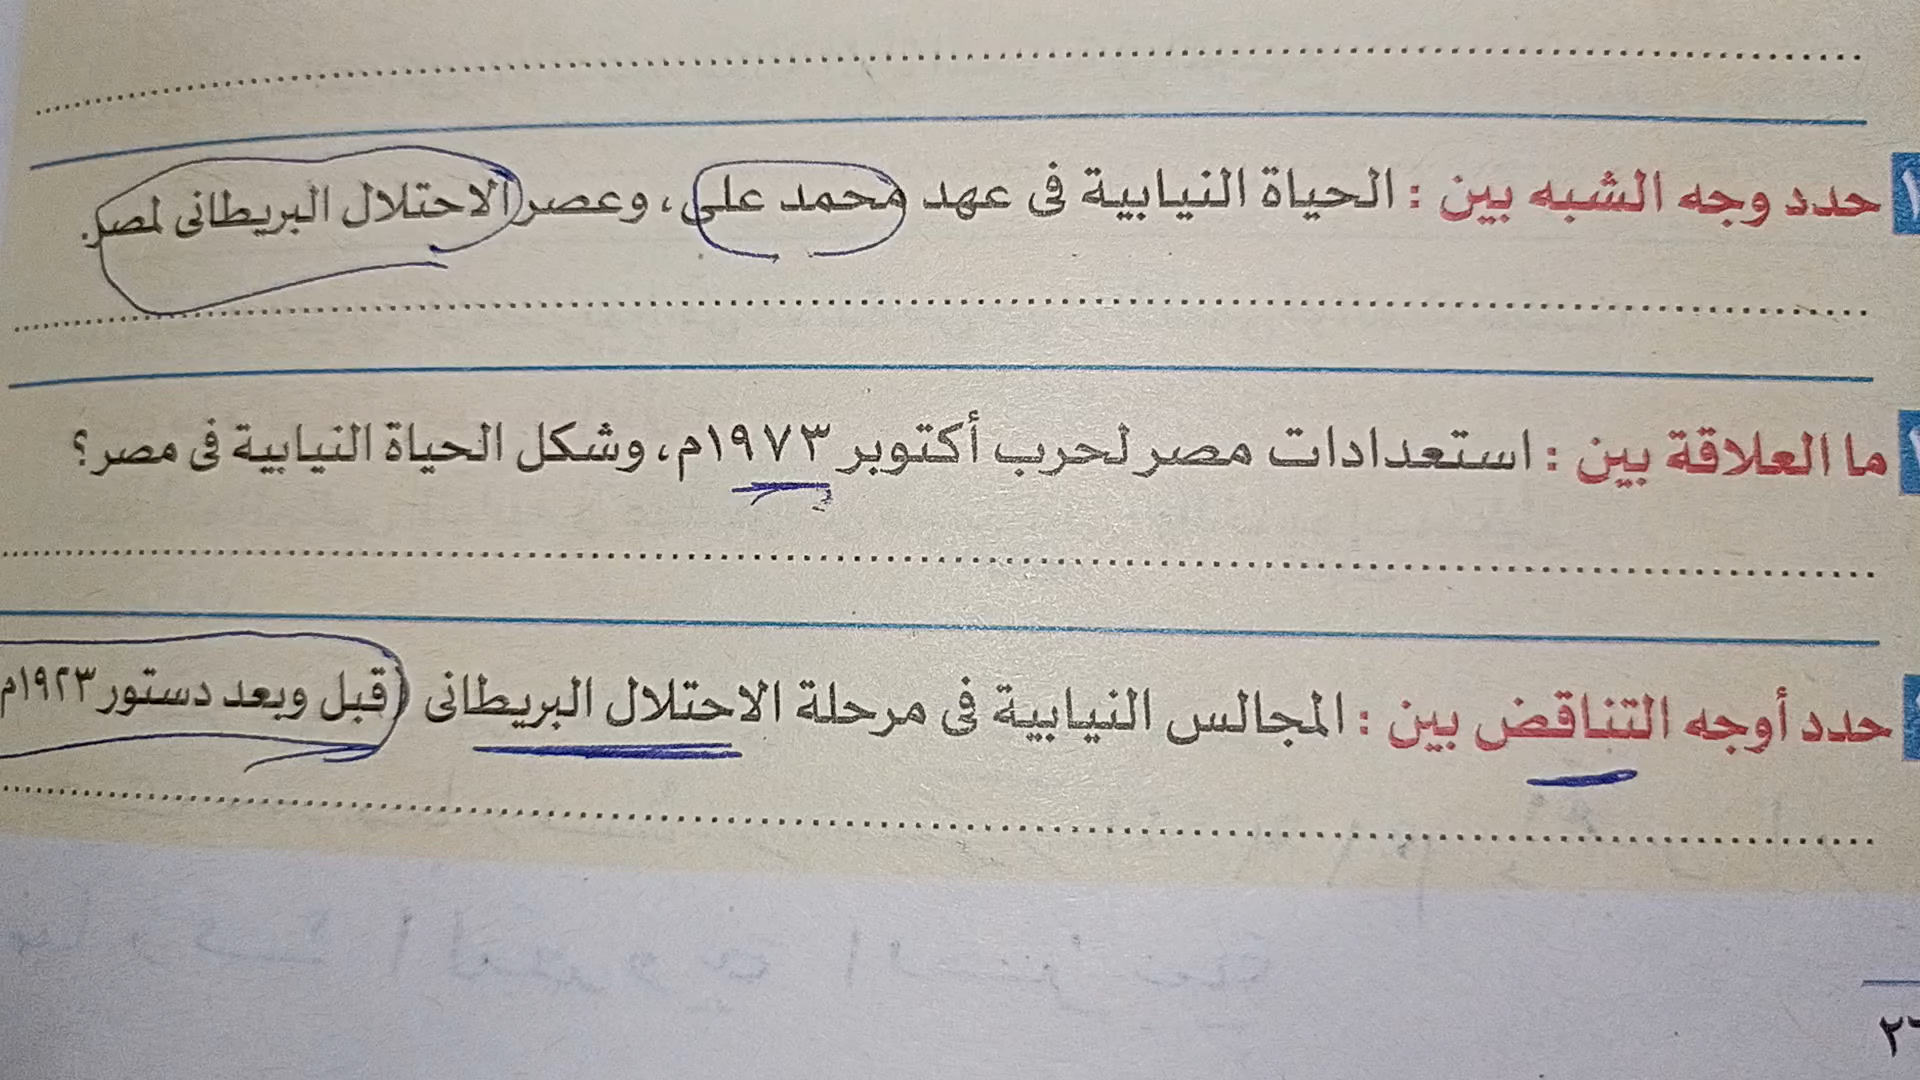 حدد وجه الشبه بين : الحياة النيابية فى عهد محمد على ، وعصر الاحتلال البريطانى لمصر.
ما العلاقة بين : استعدادات مصر لحرب أكتوبر ١٩٧٣م، وشكل الحياة النيابية فى مصر؟
حدد أوجه التناقض بين : المجالس النيابية فى مرحلة الاحتلال البريطانى (قبل وبعد دستور ١٩٢٣م